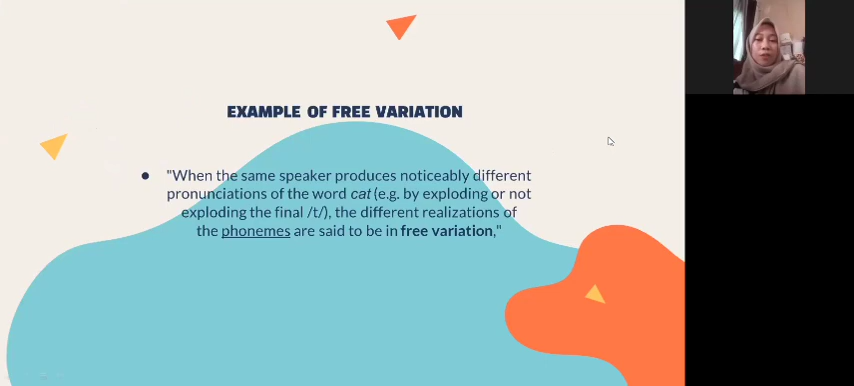 EXAMPLE OF FREE VARIATION
"When the same speaker produces noticeably different
pronunciations of the word cat (e.g. by exploding or not
exploding the final /t/), the different realizations of
the phonemes are said to be in free variation,"